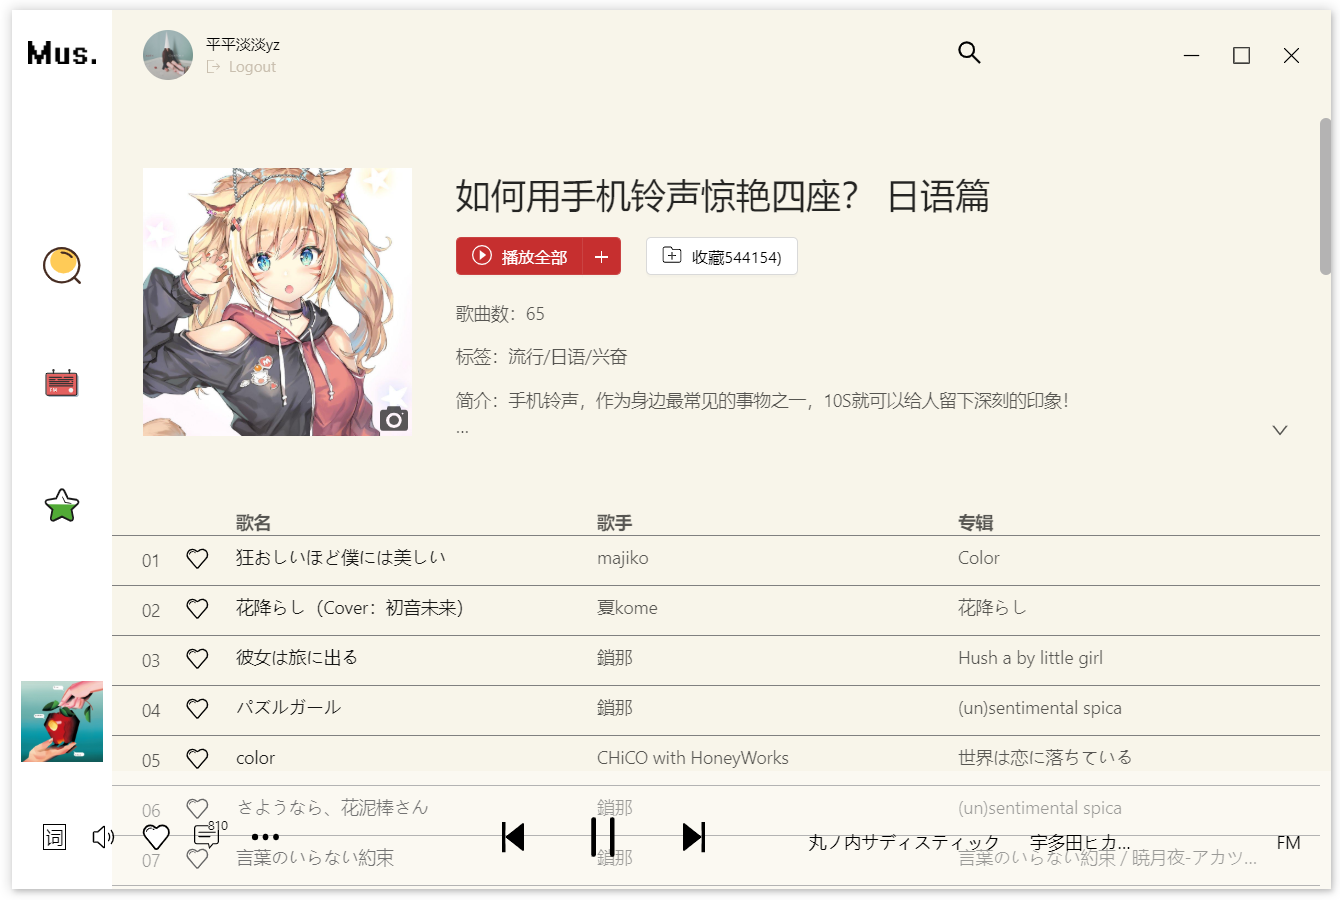 Mus.
平平淡淡yz
Logout
如何用手机铃声惊艳四座？ 日语篇
播放全部
收藏544154)
歌曲数：65
标签：流行/日语/兴奋
简介：手机铃声，作为身边最常见的事物之一，10S就可以给人留下深刻的印象！
...
歌名 歌手 专辑
01 狂おしいほど僕には美しい majiko Color
02 花降らし（Cover：初音未来） 夏kome 花降らし
03 彼女は旅に出る 鎖那 Hush a by little girl
04 パズルガール 鎖那 (un)sentimental spica
05 color CHiCO with HoneyWorks 世界は恋に落ちている
06 さようなら、花泥棒さん 鎖那 (un)sentimental spica
词 810 丸ノ内サディスティック 宇多田ヒカ... FM
07 言葉のいらない約束 鎖那 言葉のいらない約束 / 暁月夜-アカツ...